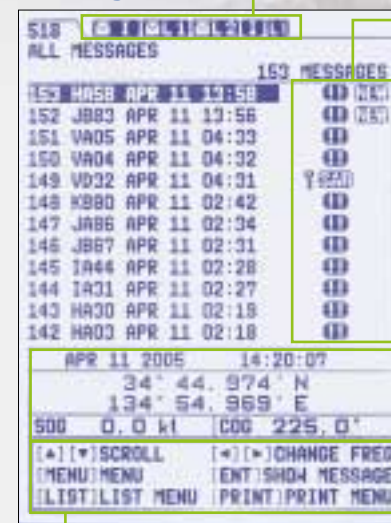 518
ALL MESSAGES
153 MESSAGES
153 HA58 APR 11 13:58
152 JB83 APR 11 13:56
151 VA05 APR 11 04:33
150 VA04 APR 11 04:32
149 VD32 APR 11 04:31
148 KB80 APR 11 02:42
147 JA86 APR 11 02:34
146 JB67 APR 11 02:31
145 IA44 APR 11 02:28
144 IA31 APR 11 02:27
143 HA30 APR 11 02:19
142 HA03 APR 11 02:18
APR 11 2005 14:20:07
34° 44. 974' N
134° 54. 969' E
SOG 0.0 kt COG 225.0°
[▲][▼]SCROLL [◄][►]CHANGE FREQ
[MENU]MENU [ENT]SHOW MESSAGE
[LIST]LIST MENU [PRINT]PRINT MENU